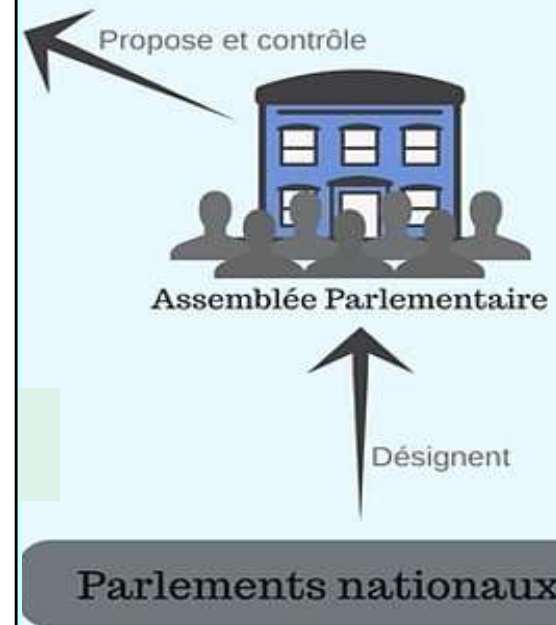 Propose et contrôle
Assemblée Parlementaire
Désignent
Parlements nationaux